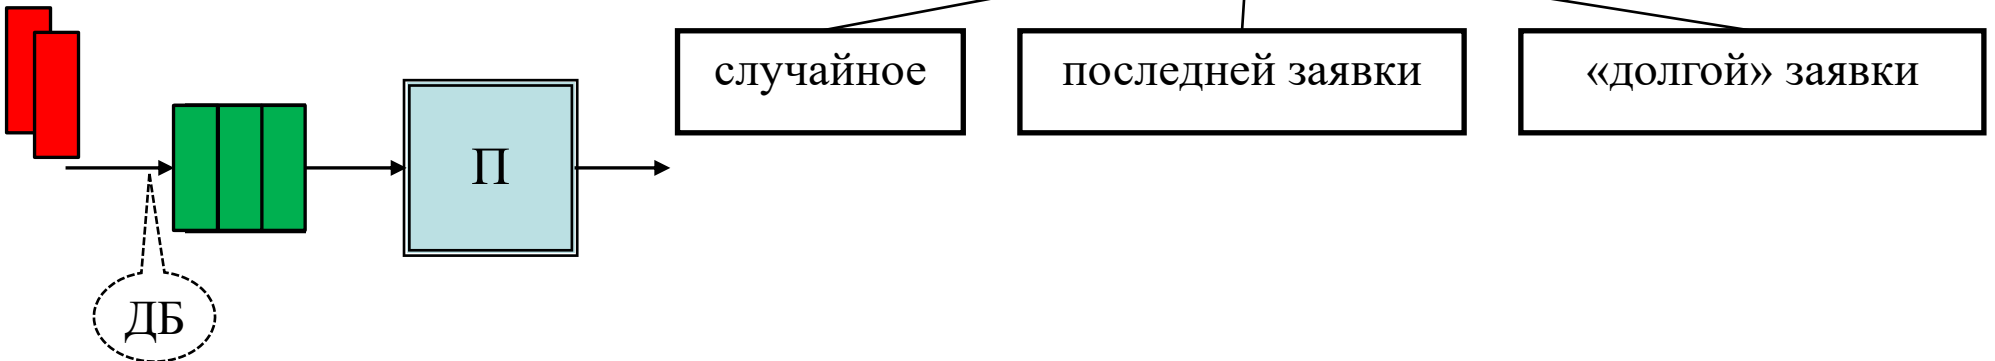 случайное
последней заявки
«долгой» заявки
П
ДБ